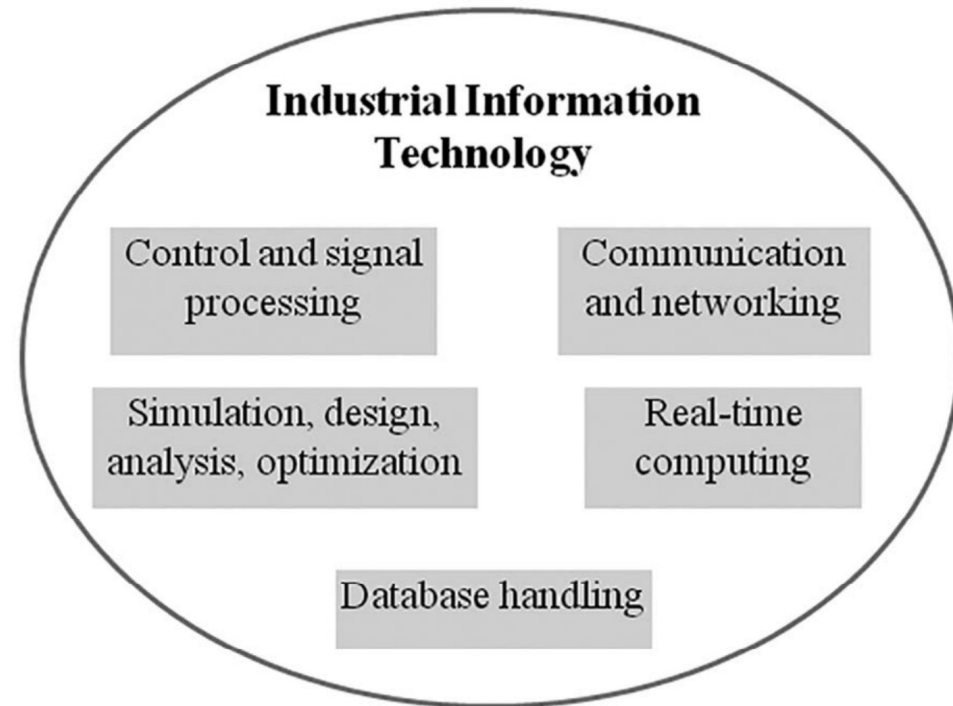 Industrial Information
Technology
Control and signal
processing
Communication
and networking
Simulation, design,
analysis, optimization
Real-time
computing
Database handling